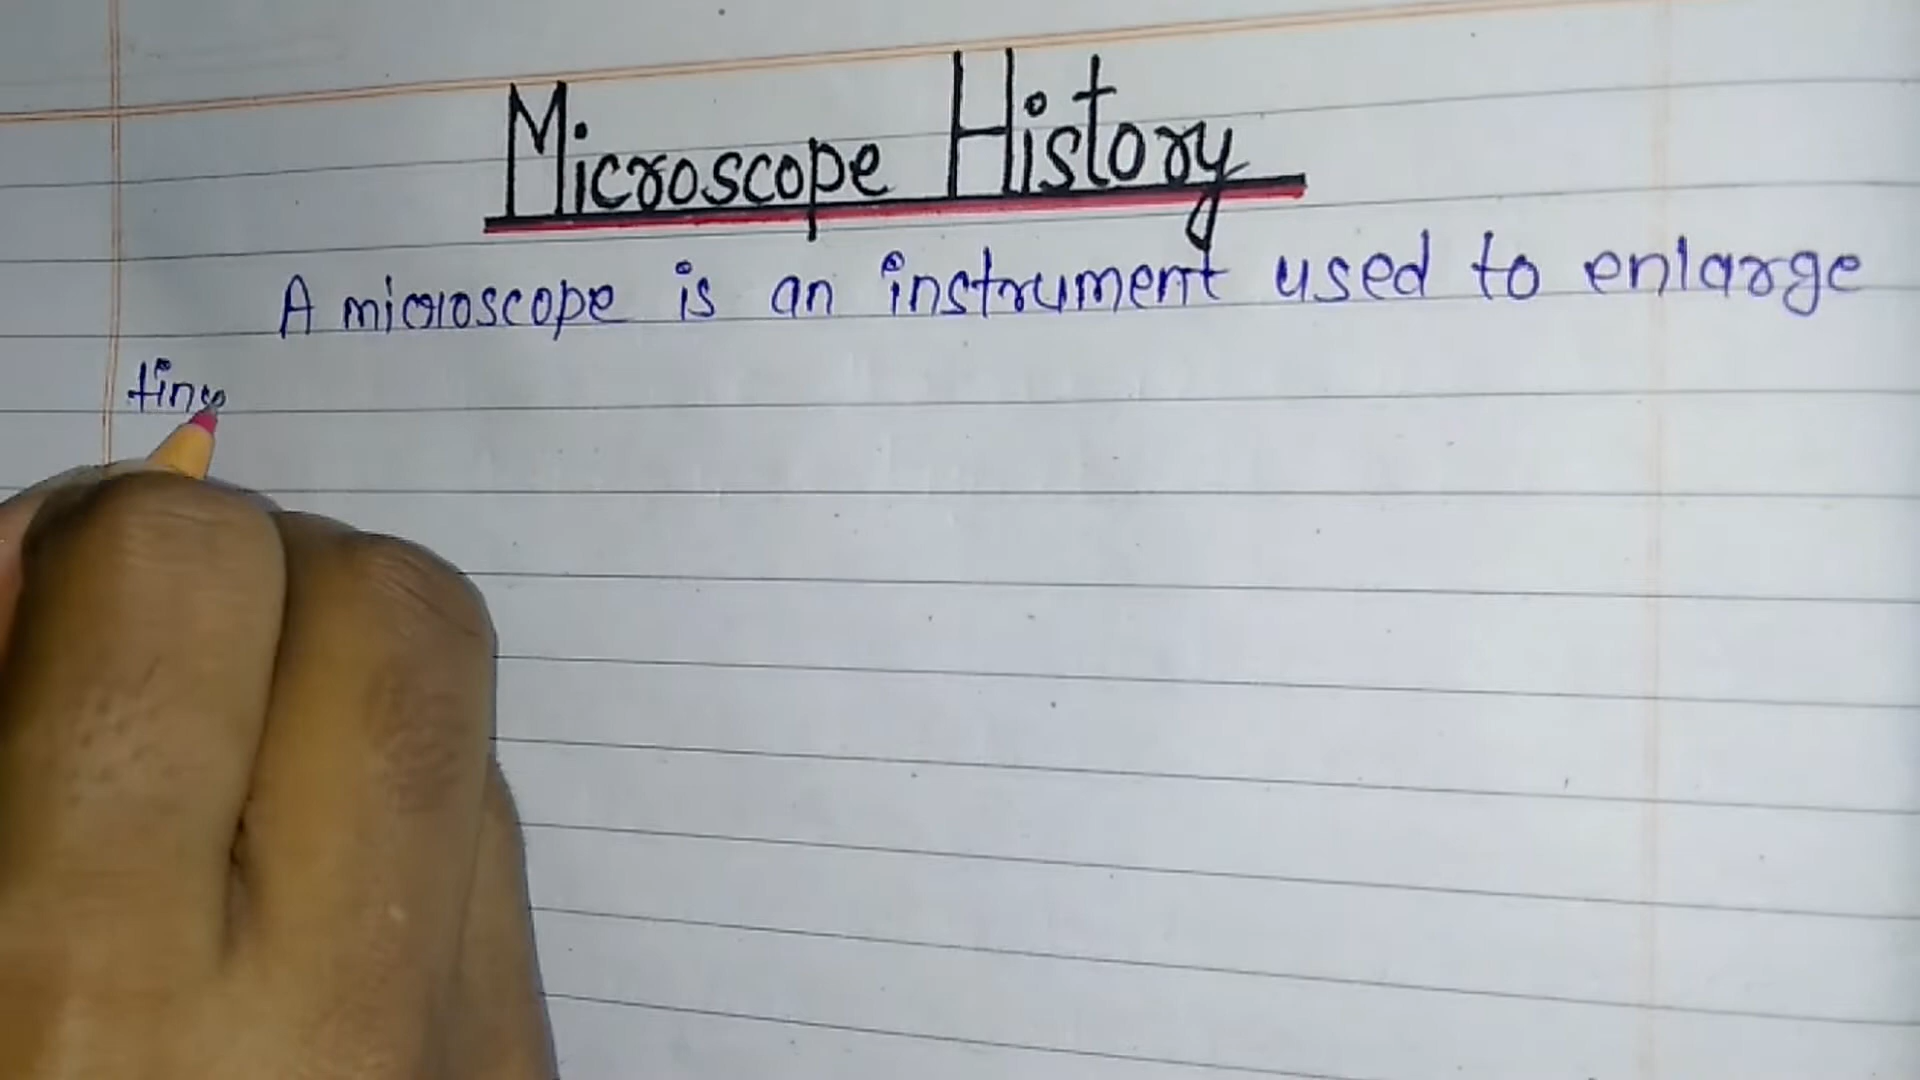 Microscope History
A microscope is an instrument used to enlarge